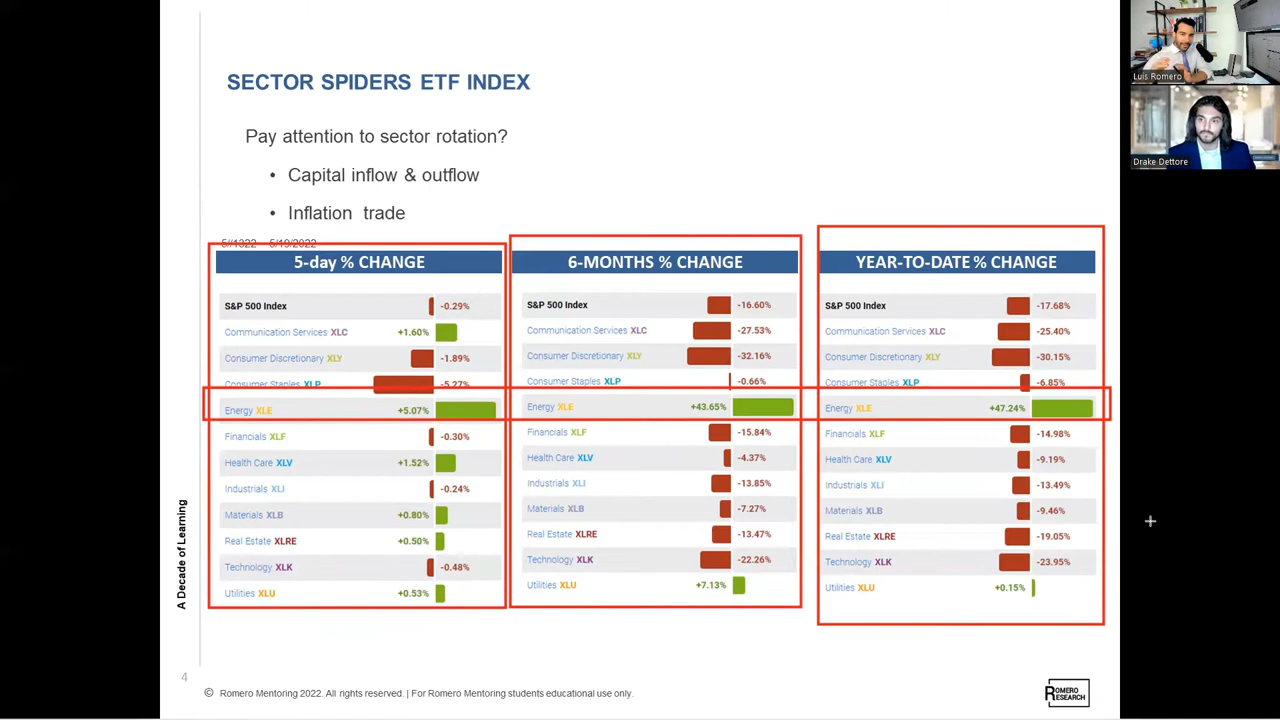 SECTOR SPIDERS ETF INDEX
Pay attention to sector rotation?
• Capital inflow & outflow
• Inflation trade
5//1322 – 5/19/2022
5-day % CHANGE
S&P 500 Index -0.29%
Communication Services XLC +1.60%
Consumer Discretionary XLY -1.89%
Consumer Staples XLP -5.27%
Energy XLE +5.07%
Financials XLF -0.30%
Health Care XLV +1.52%
Industrials XLI -0.24%
Materials XLB +0.80%
Real Estate XLRE +0.50%
Technology XLK -0.48%
Utilities XLU +0.53%
6-MONTHS % CHANGE
S&P 500 Index -16.60%
Communication Services XLC -27.53%
Consumer Discretionary XLY -32.16%
Consumer Staples XLP -0.66%
Energy XLE +43.65%
Financials XLF -15.84%
Health Care XLV -4.37%
Industrials XLI -13.85%
Materials XLB -7.27%
Real Estate XLRE -13.47%
Technology XLK -22.26%
Utilities XLU +7.13%
YEAR-TO-DATE % CHANGE
S&P 500 Index -17.68%
Communication Services XLC -25.40%
Consumer Discretionary XLY -30.15%
Consumer Staples XLP -6.85%
Energy XLE +47.24%
Financials XLF -14.98%
Health Care XLV -9.19%
Industrials XLI -13.49%
Materials XLB -9.46%
Real Estate XLRE -19.05%
Technology XLK -23.95%
Utilities XLU +0.15%
A Decade of Learning
4
© Romero Mentoring 2022. All rights reserved. | For Romero Mentoring students educational use only.
ROMERO
RESEARCH
Luis Romero
Drake Dettore